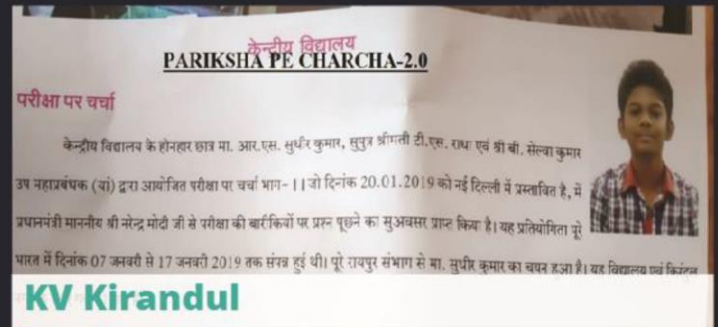 केन्द्रीय विद्यालय
PARIKSHA PE CHARCHA-2.0
परीक्षा पर चर्चा
केन्द्रीय विद्यालय के होनहार छात्र मा. आर.एस. सुधीर कुमार, सुपुत्र श्रीमती टी.एस. राधा एवं श्री बी. सेल्वा कुमार
उप महाप्रबंधक (यां) द्वारा आयोजित परीक्षा पर चर्चा भाग-II जो दिनांक 20.01.2019 को नई दिल्ली में प्रस्तावित है, में
प्रधानमंत्री माननीय श्री नरेन्द्र मोदी जी से परीक्षा की बारीकियों पर प्रश्न पूछने का सुअवसर प्राप्त किया है। यह प्रतियोगिता पूरे
भारत में दिनांक 07 जनवरी से 17 जनवरी 2019 तक संपन्न हुई थी। पूरे रायपुर संभाग से मा. सुधीर कुमार का चयन हुआ है। यह विद्यालय एवं किरंदुल
KV Kirandul